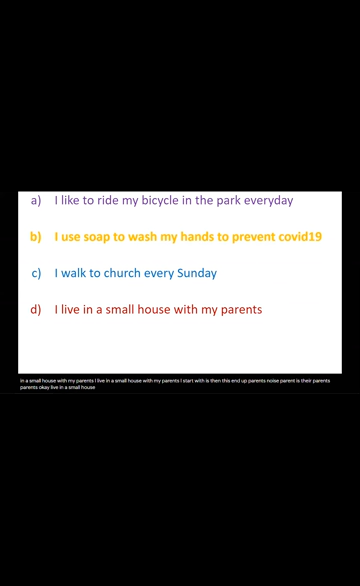 a) I like to ride my bicycle in the park everyday
b) I use soap to wash my hands to prevent covid19
c) I walk to church every Sunday
d) I live in a small house with my parents
In a small house with my parents I live in a small house with my parents I start with is then this end up parents noise parent is their parents
parents okay live in a small house